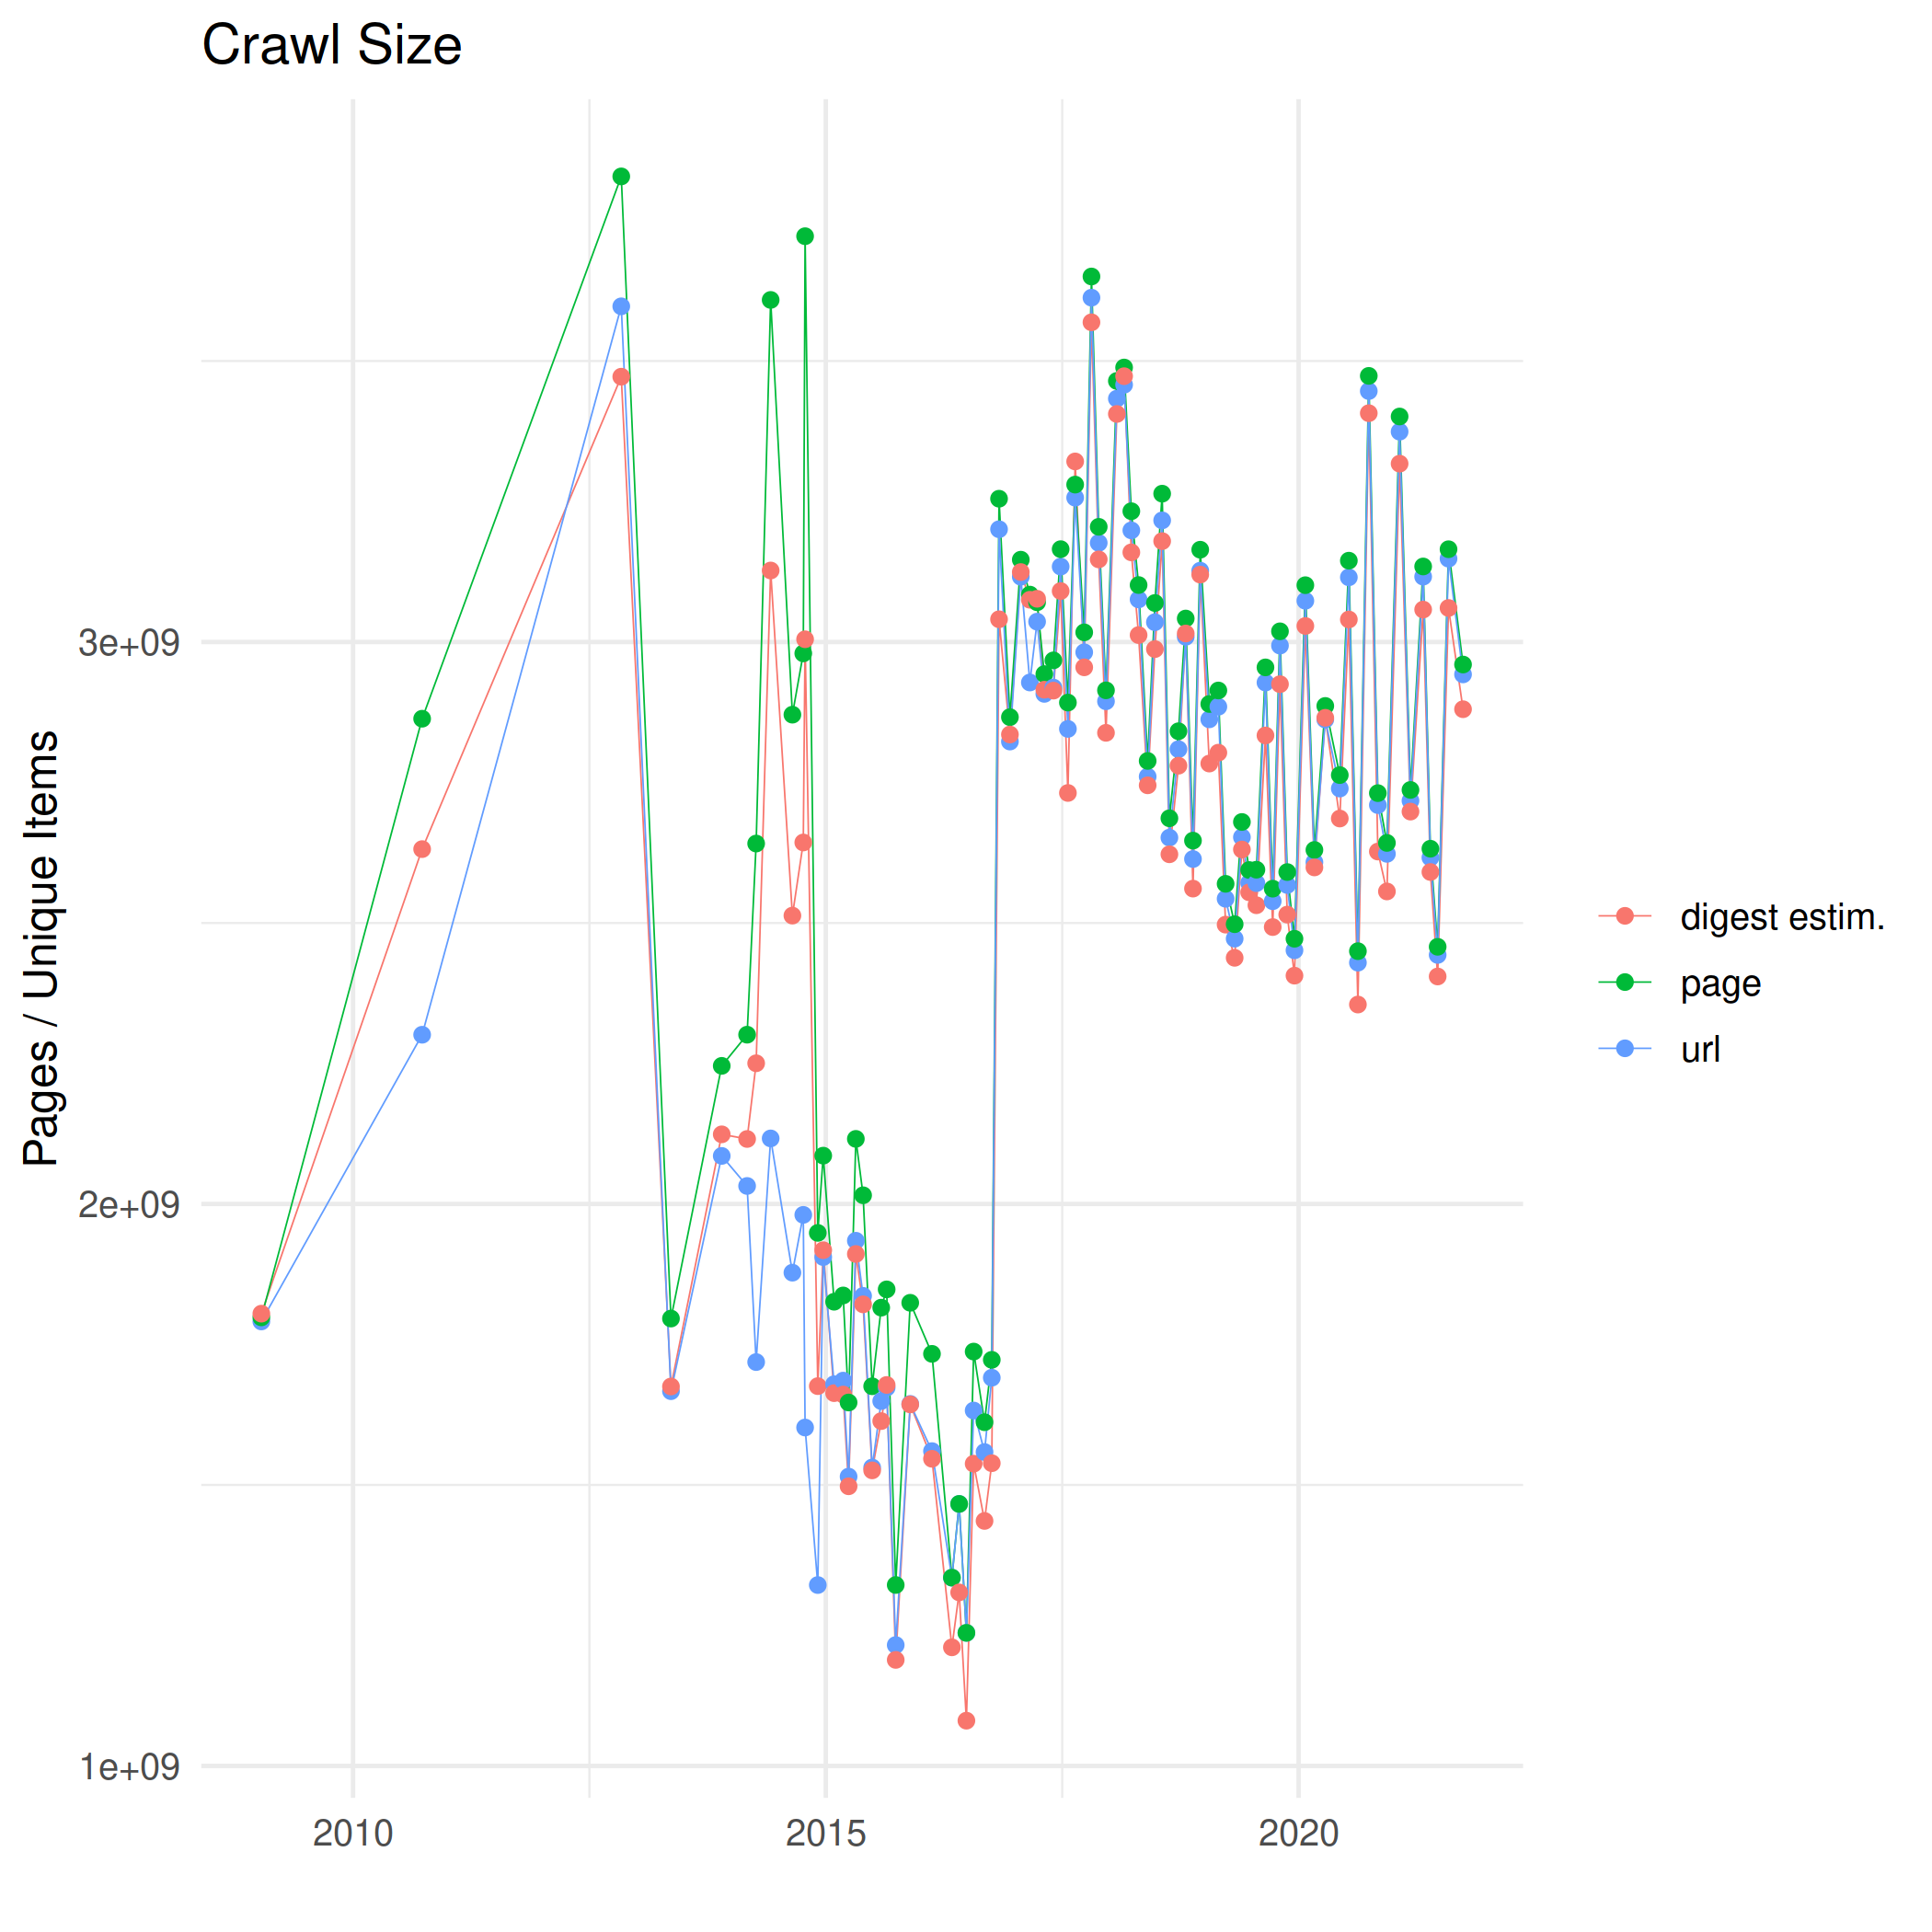 Crawl Size
Pages / Unique Items
3e+09
2e+09
1e+09
2010
2015
2020
digest estim.
page
url